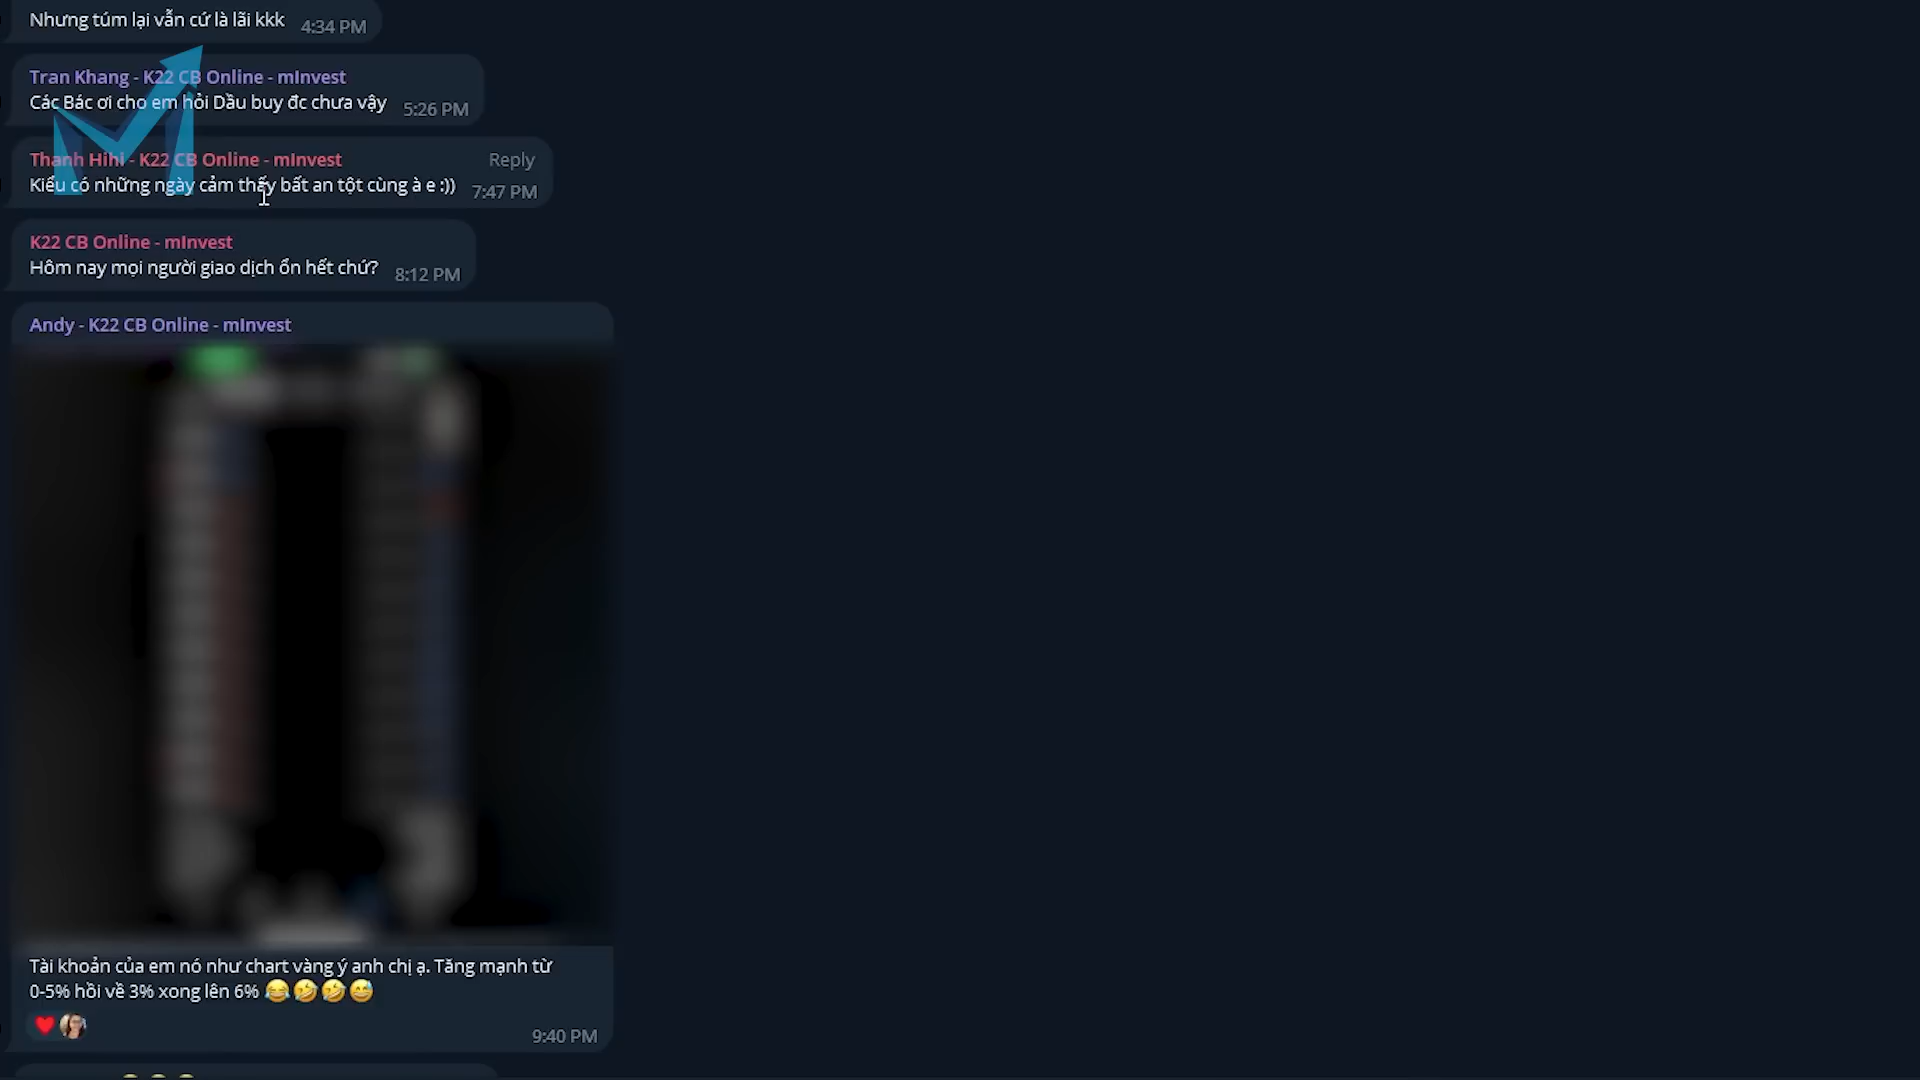 Nhưng túm lại vẫn cứ là lãi kkk 4:34 PM
Tran Khang - K22 CB Online - mInvest
Các Bác ơi cho em hỏi Dầu buy đc chưa vậy 5:26 PM
Thanh Hihi - K22 CB Online - mInvest Reply
Kiểu có những ngày cảm thấy bất an tột cùng à e :)) 7:47 PM
K22 CB Online - mInvest
Hôm nay mọi người giao dịch ổn hết chứ? 8:12 PM
Andy - K22 CB Online - mInvest
Tài khoản của em nó như chart vàng ý anh chị ạ. Tăng mạnh từ
0-5% hồi về 3% xong lên 6% 😂🤣🤣😅
9:40 PM